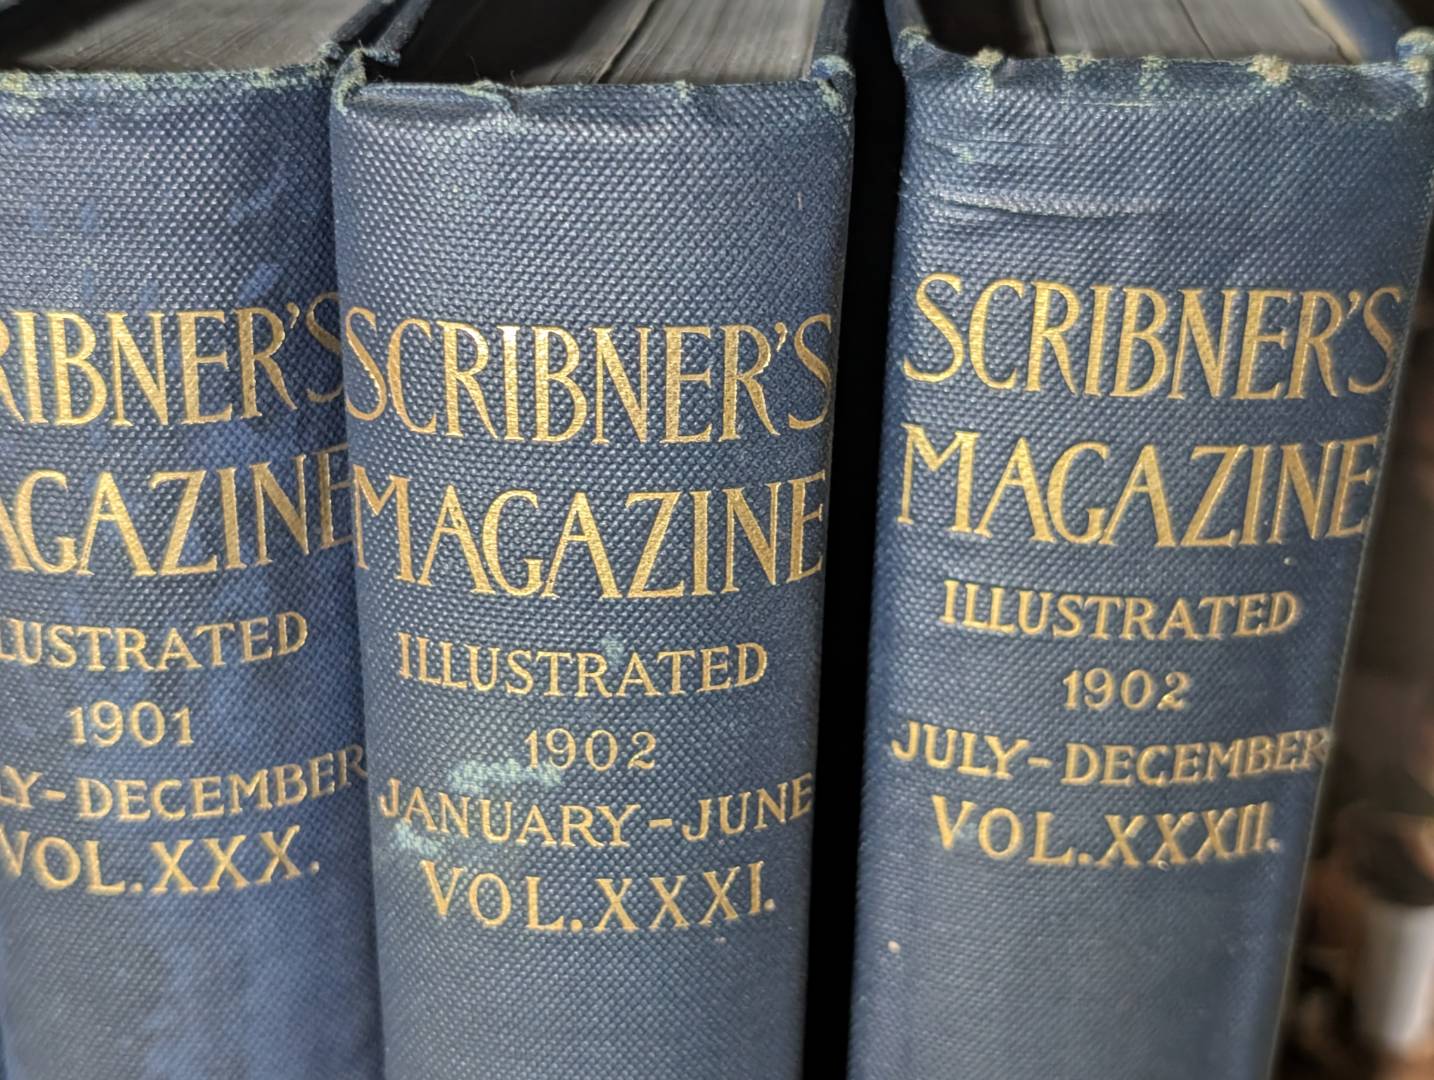 RIBNER'S
AGAZINE
LUSTRATED
1901
LY-DECEMBER
VOL.XXX.
SCRIBNER'S
MAGAZINE
ILLUSTRATED
1902
JANUARY-JUNE
VOL.XXXI.
SCRIBNER'S
MAGAZINE
ILLUSTRATED
1902
JULY-DECEMBER
VOL.XXXII.